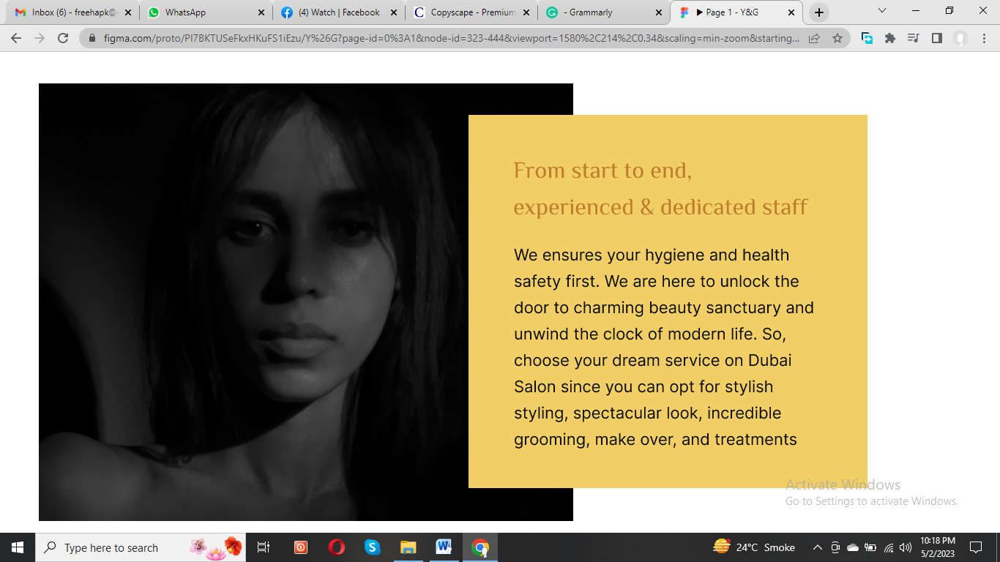 Inbox (6) - freehapk@
WhatsApp
(4) Watch | Facebook
Copyscape - Premium
- Grammarly
Page 1 - Y&G
figma.com/proto/PI7BKTUSeFkxHKuFS1iEzu/Y%26G?page-id=0%3A1&node-id=323-444&viewport=1580%2C214%2C0.34&scaling=min-zoom&starting...
From start to end,
experienced & dedicated staff
We ensures your hygiene and health
safety first. We are here to unlock the
door to charming beauty sanctuary and
unwind the clock of modern life. So,
choose your dream service on Dubai
Salon since you can opt for stylish
styling, spectacular look, incredible
grooming, make over, and treatments
Activate Windows
Go to Settings to activate Windows.
Type here to search
24°C Smoke
10:18 PM
5/2/2023